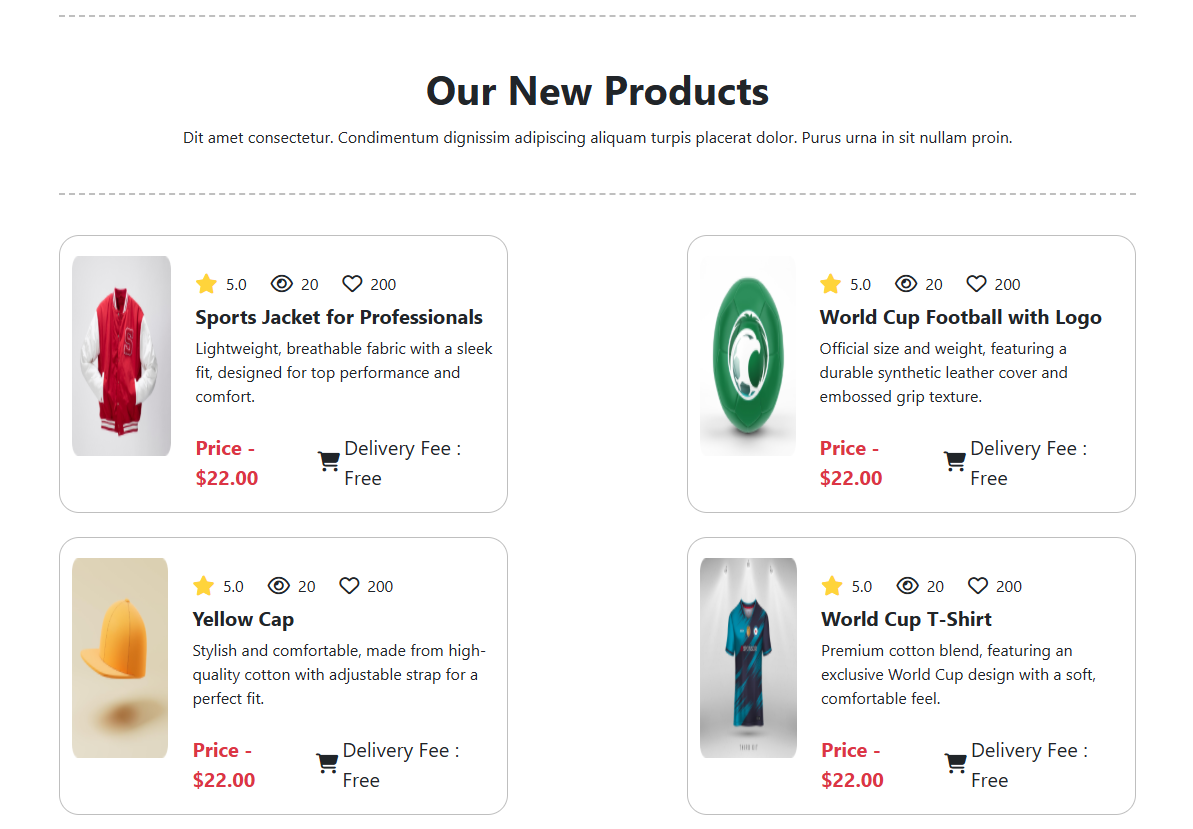 Our New Products
Dit amet consectetur. Condimentum dignissim adipiscing aliquam turpis placerat dolor. Purus urna in sit nullam proin.
5.0 20 200
Sports Jacket for Professionals
Lightweight, breathable fabric with a sleek
fit, designed for top performance and
comfort.
Price -
$22.00
Delivery Fee :
Free
5.0 20 200
World Cup Football with Logo
Official size and weight, featuring a
durable synthetic leather cover and
embossed grip texture.
Price -
$22.00
Delivery Fee :
Free
5.0 20 200
Yellow Cap
Stylish and comfortable, made from high-
quality cotton with adjustable strap for a
perfect fit.
Price -
$22.00
Delivery Fee :
Free
THIRD KIT
5.0 20 200
World Cup T-Shirt
Premium cotton blend, featuring an
exclusive World Cup design with a soft,
comfortable feel.
Price -
$22.00
Delivery Fee :
Free